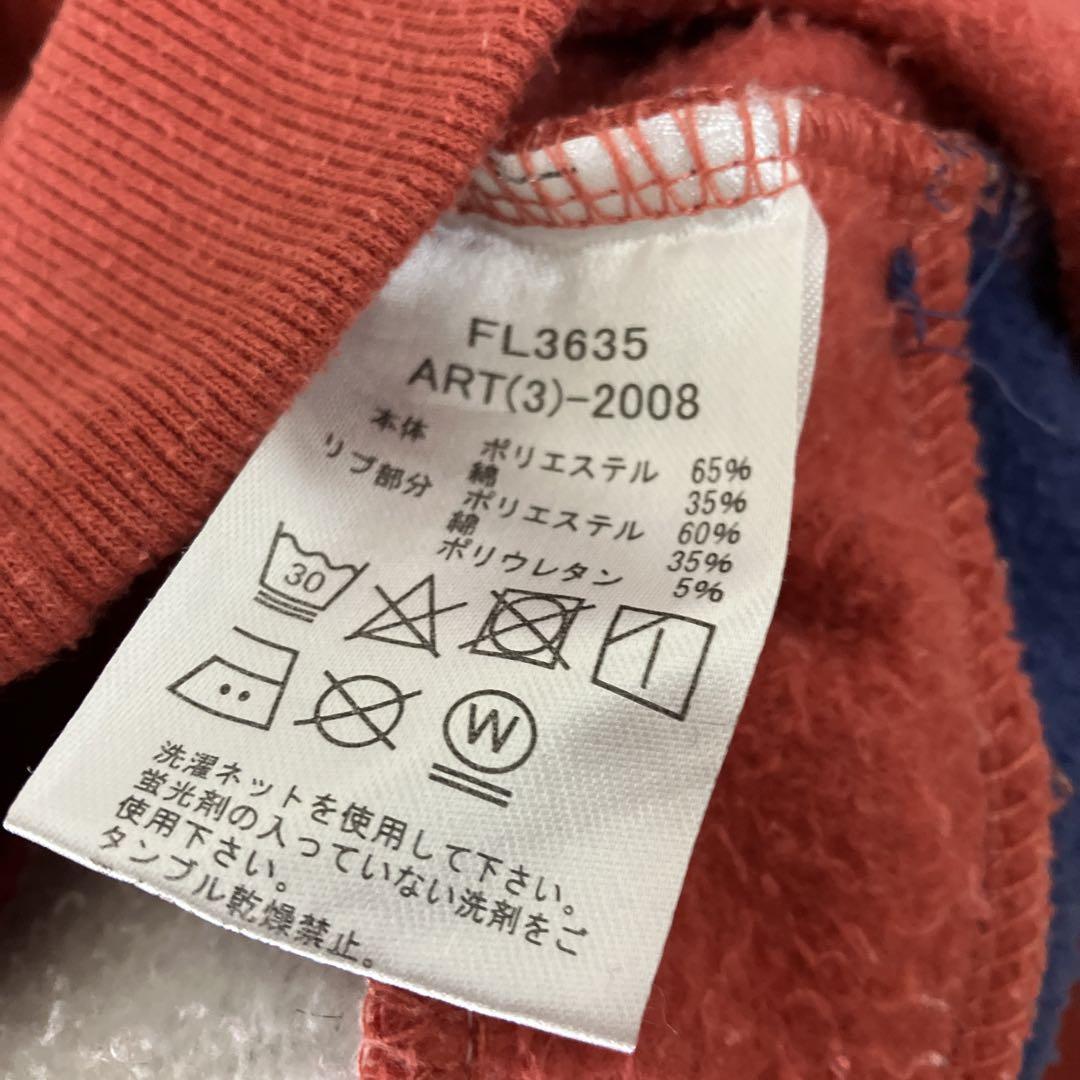 FL3635
ART(3)-2008
本体 ポリエステル 65%
綿 35%
リブ部分 ポリエステル 60%
綿 35%
ポリウレタン 5%
30
W
洗濯ネットを使用して下さい。
蛍光剤の入っていない洗剤をご
使用下さい。
タンブル乾燥禁止。